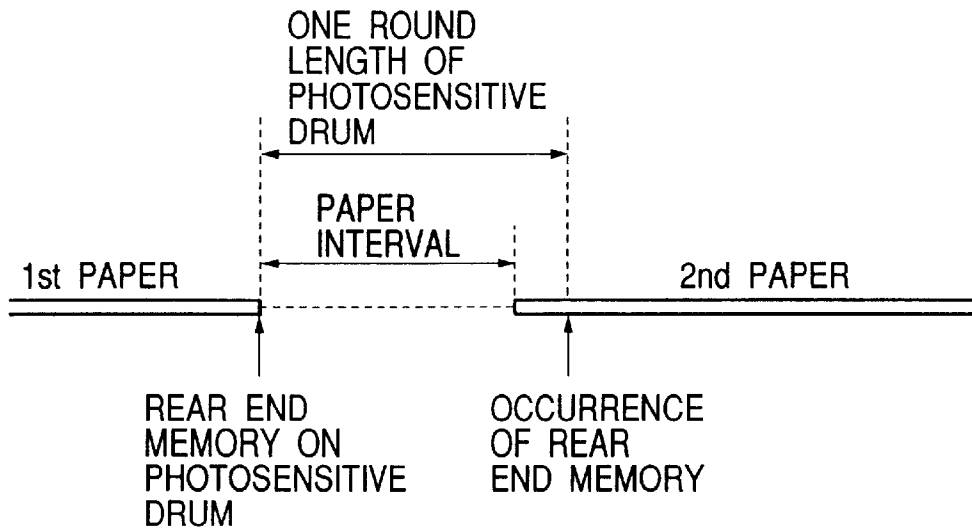 ONE ROUND
LENGTH OF
PHOTOSENSITIVE
DRUM
PAPER
INTERVAL
1st PAPER
2nd PAPER
REAR END
MEMORY ON
PHOTOSENSITIVE
DRUM
OCCURRENCE
OF REAR
END MEMORY